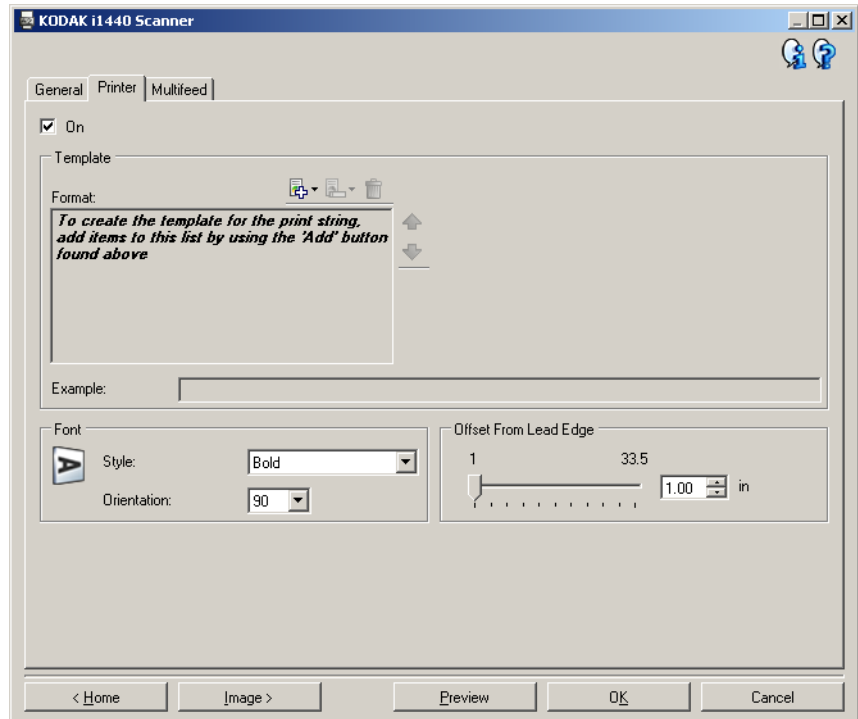 KODAK i1440 Scanner
General Printer Multifeed
On
Template
Format:
To create the template for the print string,
add items to this list by using the 'Add' button
found above
Example:
Font
Style: Bold
Orientation: 90
Offset From Lead Edge
1 33.5
1.00 in
< Home Image > Preview OK Cancel